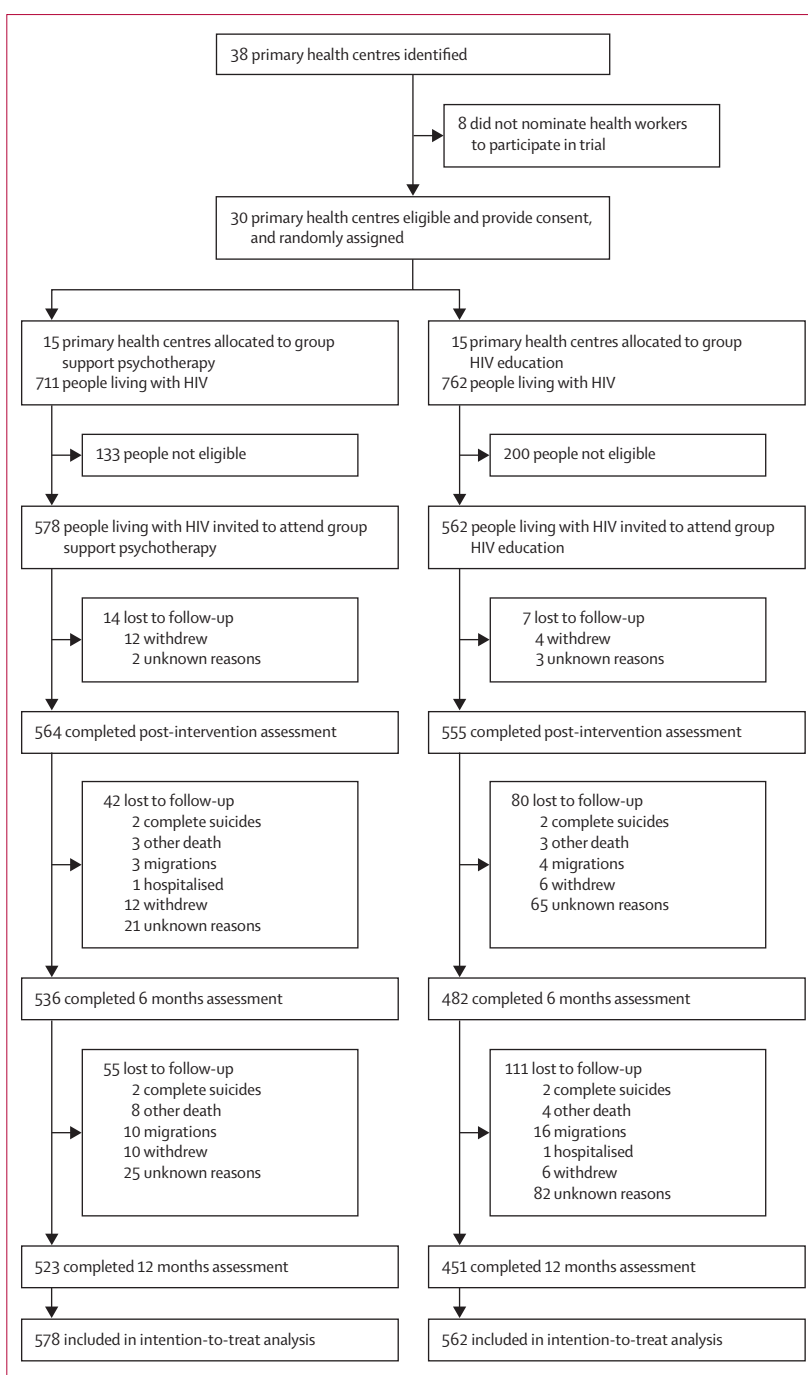 38 primary health centres identified
8 did not nominate health workers
to participate in trial
30 primary health centres eligible and provide consent,
and randomly assigned
15 primary health centres allocated to group
support psychotherapy
711 people living with HIV
15 primary health centres allocated to group
HIV education
762 people living with HIV
133 people not eligible
200 people not eligible
578 people living with HIV invited to attend group
support psychotherapy
562 people living with HIV invited to attend group
HIV education
14 lost to follow-up
12 withdrew
2 unknown reasons
7 lost to follow-up
4 withdrew
3 unknown reasons
564 completed post-intervention assessment
555 completed post-intervention assessment
42 lost to follow-up
2 complete suicides
3 other death
3 migrations
1 hospitalised
12 withdrew
21 unknown reasons
80 lost to follow-up
2 complete suicides
3 other death
4 migrations
6 withdrew
65 unknown reasons
536 completed 6 months assessment
482 completed 6 months assessment
55 lost to follow-up
2 complete suicides
8 other death
10 migrations
10 withdrew
25 unknown reasons
111 lost to follow-up
2 complete suicides
4 other death
16 migrations
1 hospitalised
6 withdrew
82 unknown reasons
523 completed 12 months assessment
451 completed 12 months assessment
578 included in intention-to-treat analysis
562 included in intention-to-treat analysis